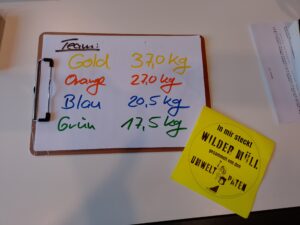 Team:
Gold 37,0 kg
Orange 27,0 kg
Blau 20,5 kg
Grün 17,5 kg
In mir steckt
WILDER MÜLL
gesammelt von den
UMWELT
PATEN